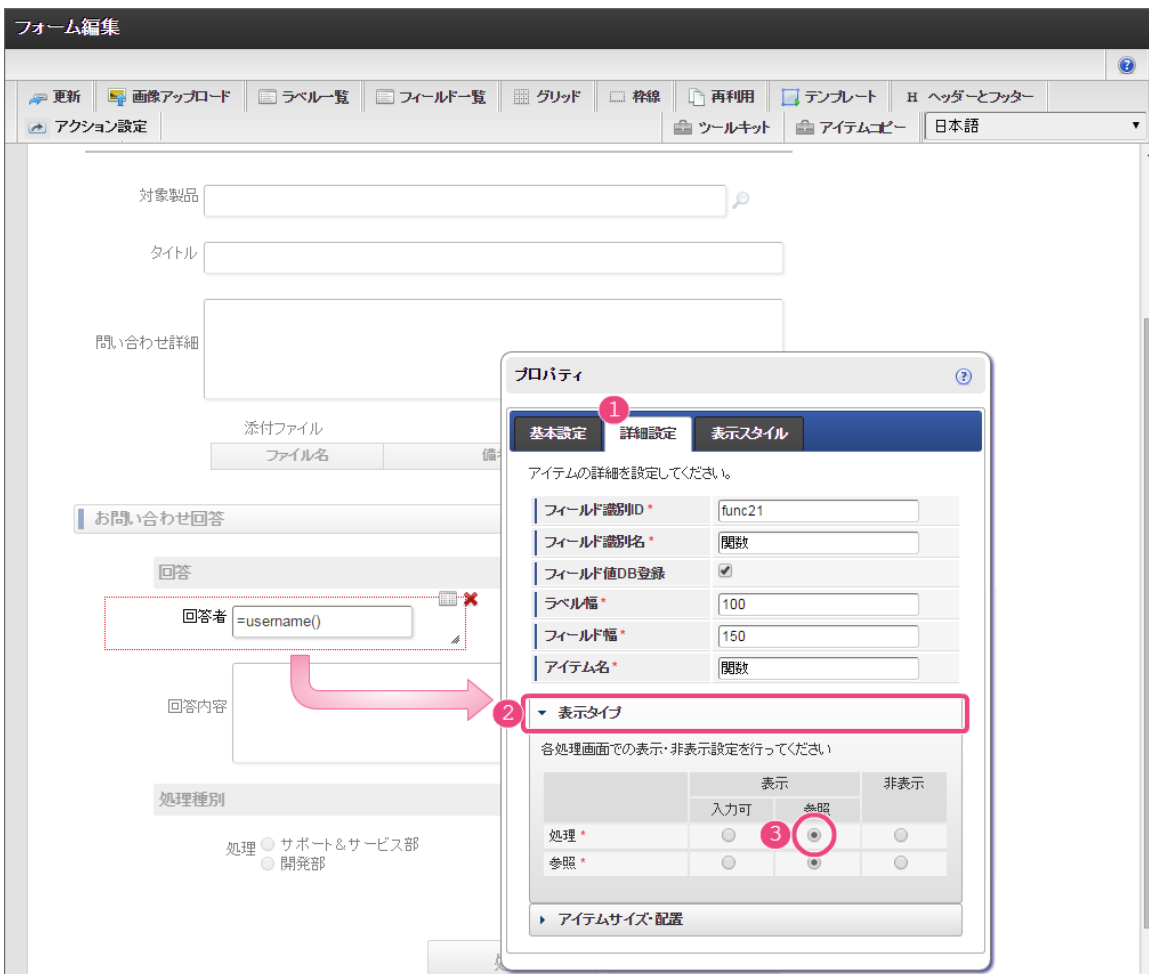 フォーム編集
更新 画像アップロード ラベル一覧 フィールド一覧 グリッド 枠線 再利用 テンプレート H ヘッダーとフッター
アクション設定 ツールキット アイテムコピー 日本語
対象製品
タイトル
問い合わせ詳細
添付ファイル
ファイル名
お問い合わせ回答
回答
回答者 =username()
回答内容
処理種別
処理 サポート&サービス部
開発部
プロパティ
1
基本設定 詳細設定 表示スタイル
アイテムの詳細を設定してください。
フィールド識別ID * func21
フィールド識別名 * 関数
フィールド値DB登録
ラベル幅 * 100
フィールド幅 * 150
アイテム名 * 関数
2 表示タイプ
各処理画面での表示・非表示設定を行ってください
表示 非表示
入力可 参照
処理 * 3
参照 *
アイテムサイズ・配置